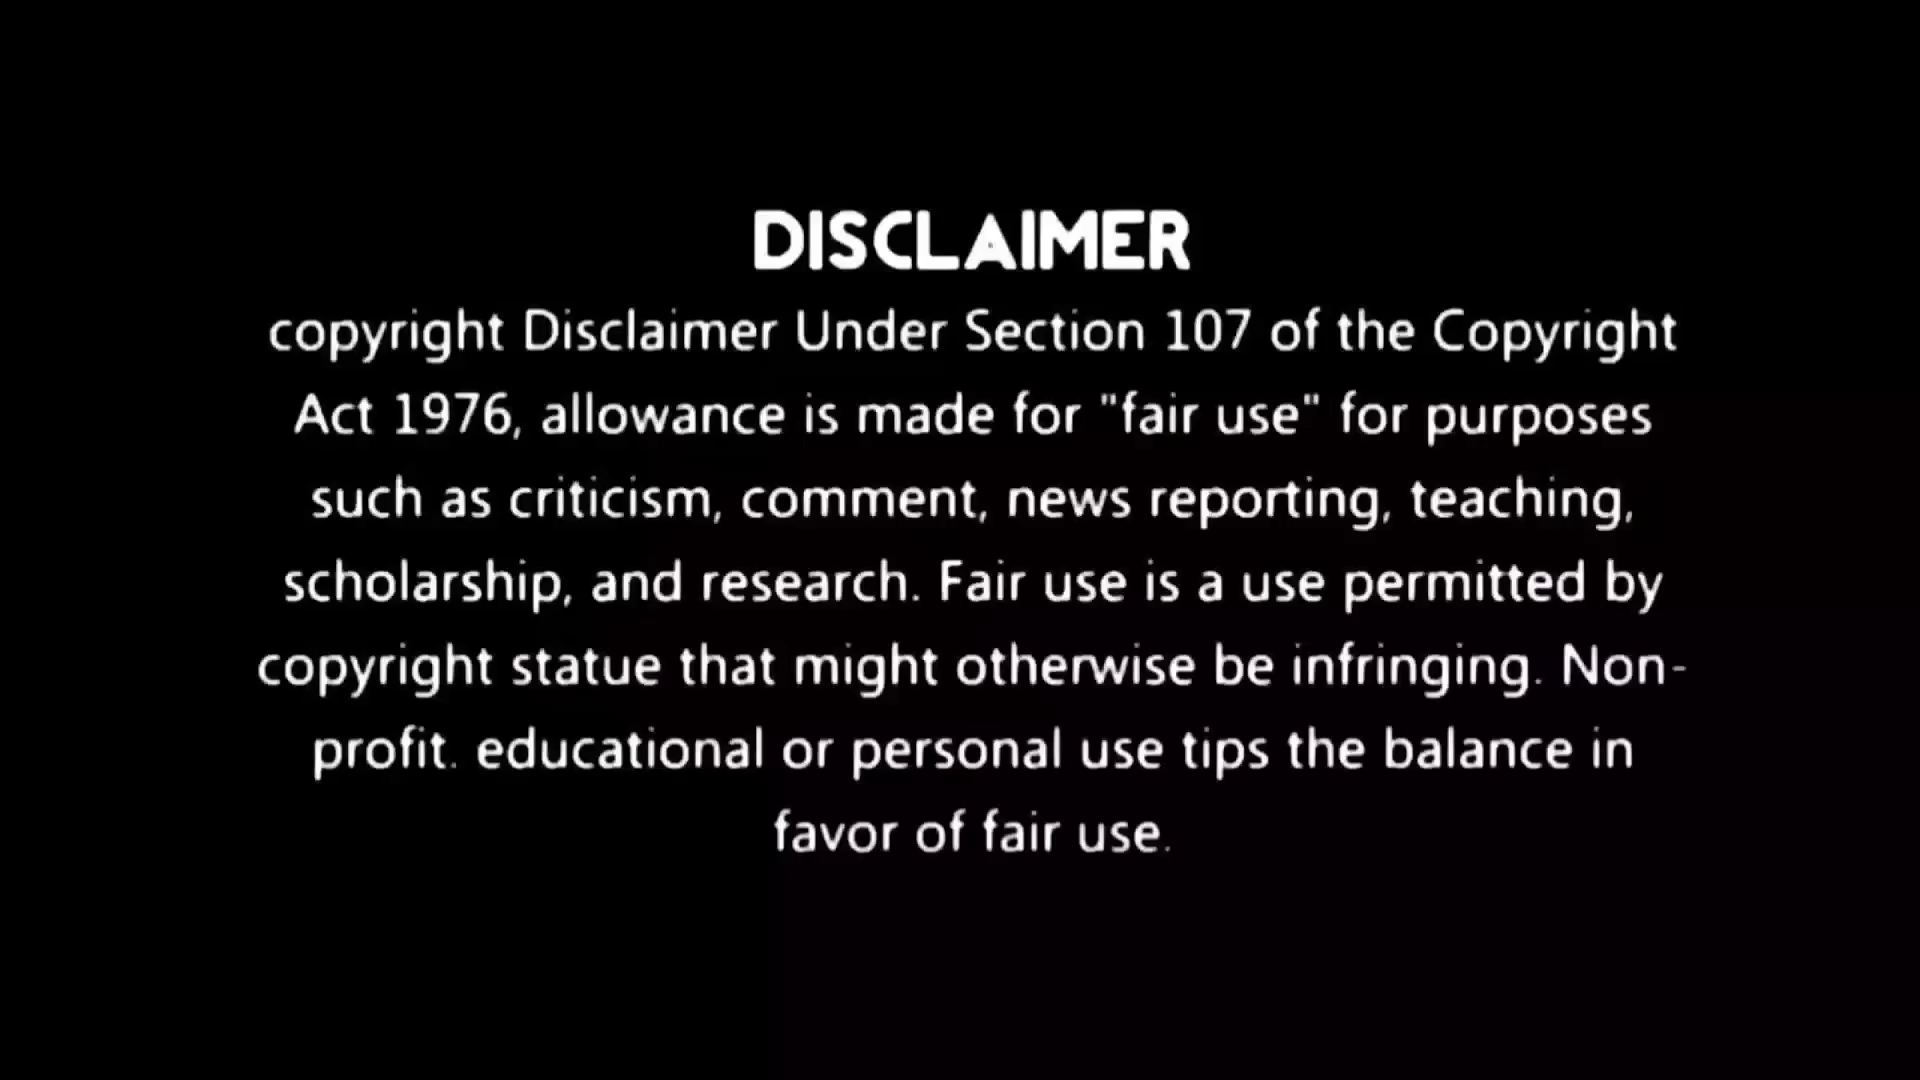 DISCLAIMER
copyright Disclaimer Under Section 107 of the Copyright
Act 1976, allowance is made for "fair use" for purposes
such as criticism, comment, news reporting, teaching,
scholarship, and research. Fair use is a use permitted by
copyright statue that might otherwise be infringing. Non-
profit. educational or personal use tips the balance in
favor of fair use.